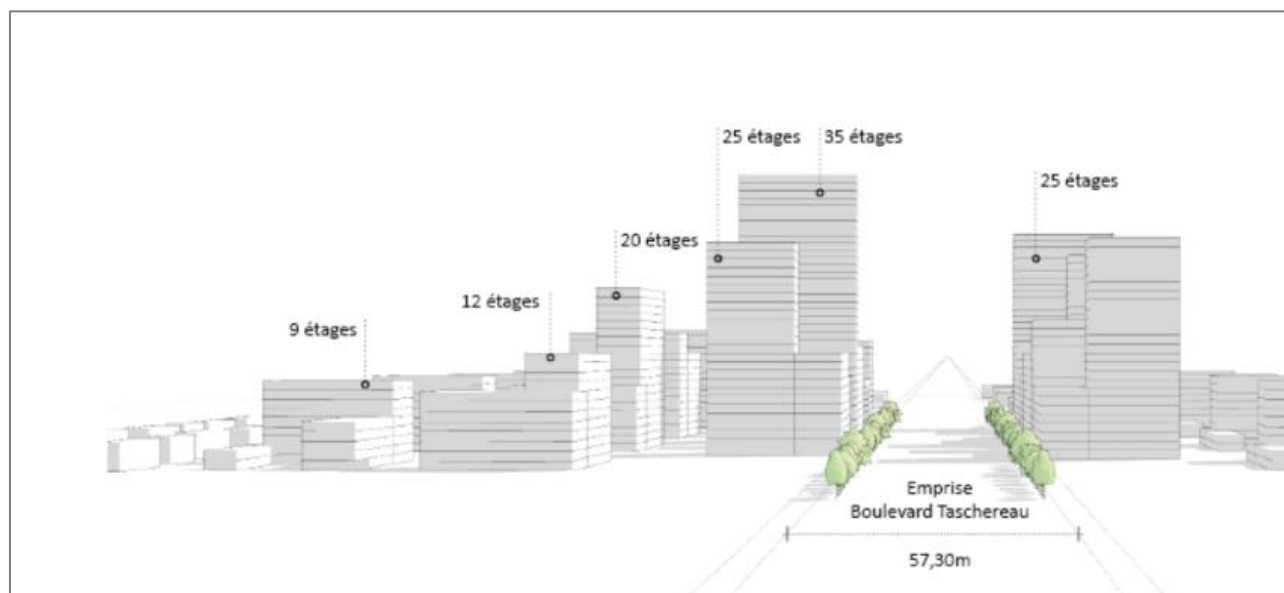 25 étages
35 étages
25 étages
20 étages
12 étages
9 étages
Emprise
Boulevard Taschereau
57,30m